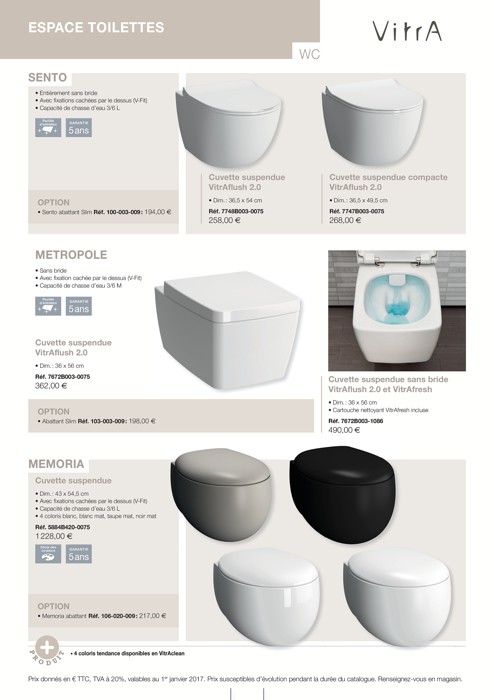 ESPACE TOILETTES
VitrA
WC
SENTO
• Entièrement sans bride
• Avec fixations cachées par le dessus (V-Fit)
• Capacité de chasse d'eau 3/6 L
GARANTIE
5 ans
OPTION
• Sento abattant Slim Réf. 100-003-009 : 194,00 €
Cuvette suspendue
VitrAflush 2.0
• Dim. : 36,5 x 54 cm
Réf. 7748B003-0075
258,00 €
Cuvette suspendue compacte
VitrAflush 2.0
• Dim. : 36,5 x 49,5 cm
Réf. 7747B003-0075
268,00 €
METROPOLE
• Sans bride
• Avec fixation cachée par le dessus (V-Fit)
• Capacité de chasse d'eau 3/6 M
GARANTIE
5 ans
Cuvette suspendue
VitrAflush 2.0
• Dim. : 36 x 56 cm
Réf. 7672B003-0075
362,00 €
OPTION
• Abattant Slim Réf. 103-003-009 : 198,00 €
Cuvette suspendue sans bride
VitrAflush 2.0 et VitrAfresh
• Dim. : 36 x 56 cm
• Cartouche nettoyant VitrAfresh incluse
Réf. 7672B003-1086
490,00 €
MEMORIA
Cuvette suspendue
• Dim. : 43 x 54,5 cm
• Avec fixations cachées par le dessus (V-Fit)
• Capacité de chasse d'eau 3/6 L
• 4 coloris blanc, blanc mat, taupe mat, noir mat
Réf. 5884B420-0075
1 228,00 €
GARANTIE
5 ans
OPTION
• Memoria abattant Réf. 106-020-009 : 217,00 €
+ PRODUIT
• 4 coloris tendance disponibles en VitrAclean
Prix donnés en € TTC, TVA à 20%, valables au 1er janvier 2017. Prix susceptibles d'évolution pendant la durée du catalogue. Renseignez-vous en magasin.